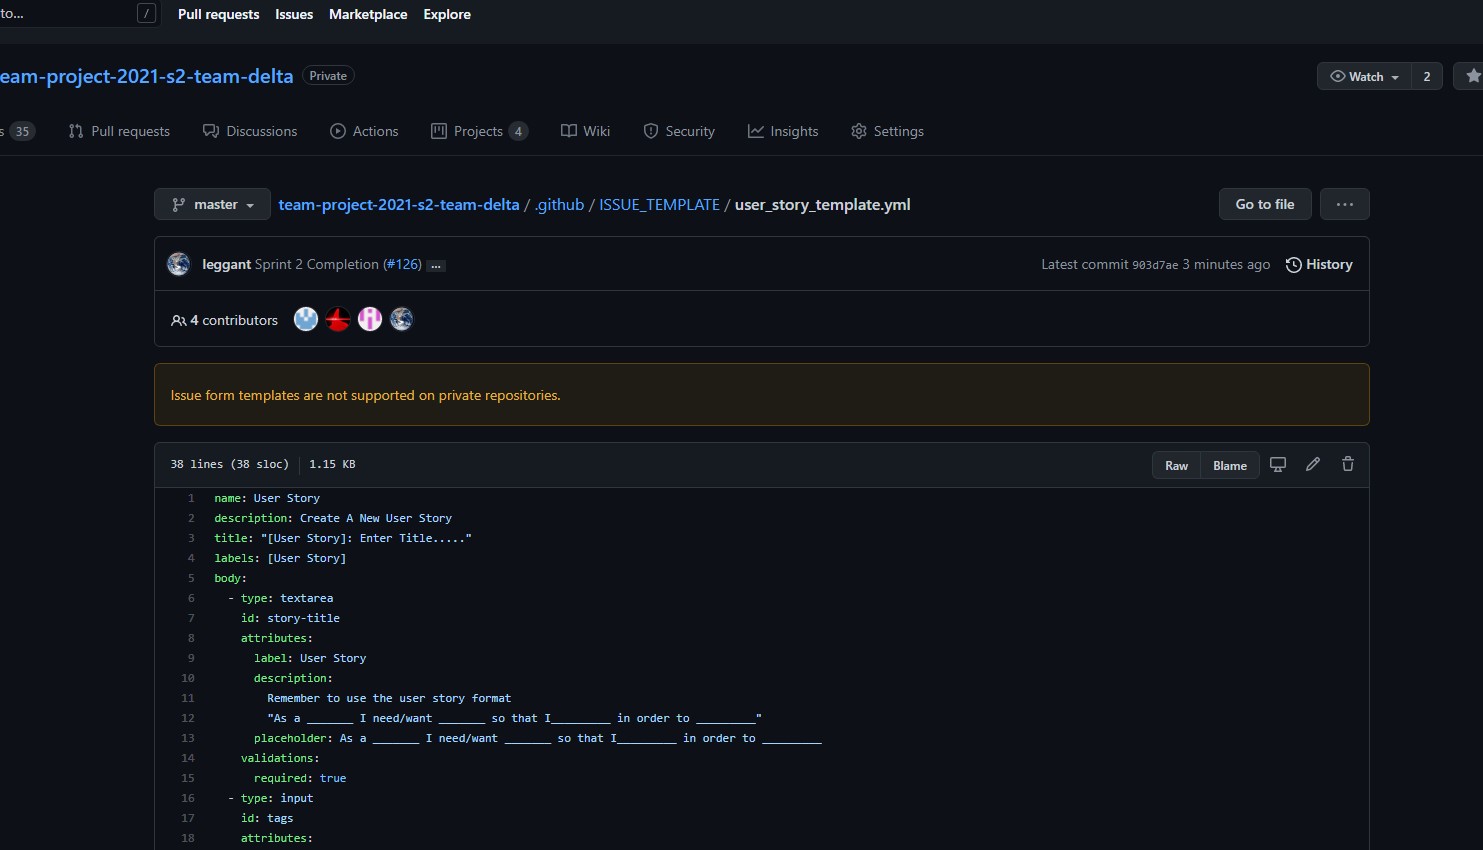 to... /
Pull requests Issues Marketplace Explore
eam-project-2021-s2-team-delta Private
Watch 2
s 35 Pull requests Discussions Actions Projects 4 Wiki Security Insights Settings
master team-project-2021-s2-team-delta / .github / ISSUE_TEMPLATE / user_story_template.yml
Go to file ...
leggant Sprint 2 Completion (#126) ...
Latest commit 903d7ae 3 minutes ago History
4 contributors
Issue form templates are not supported on private repositories.
38 lines (38 sloc) 1.15 KB
Raw Blame
1 name: User Story
2 description: Create A New User Story
3 title: "[User Story]: Enter Title....."
4 labels: [User Story]
5 body:
6 - type: textarea
7 id: story-title
8 attributes:
9 label: User Story
10 description:
11 Remember to use the user story format
12 "As a _______ I need/want _______ so that I_________ in order to _________"
13 placeholder: As a _______ I need/want _______ so that I_________ in order to _________
14 validations:
15 required: true
16 - type: input
17 id: tags
18 attributes: